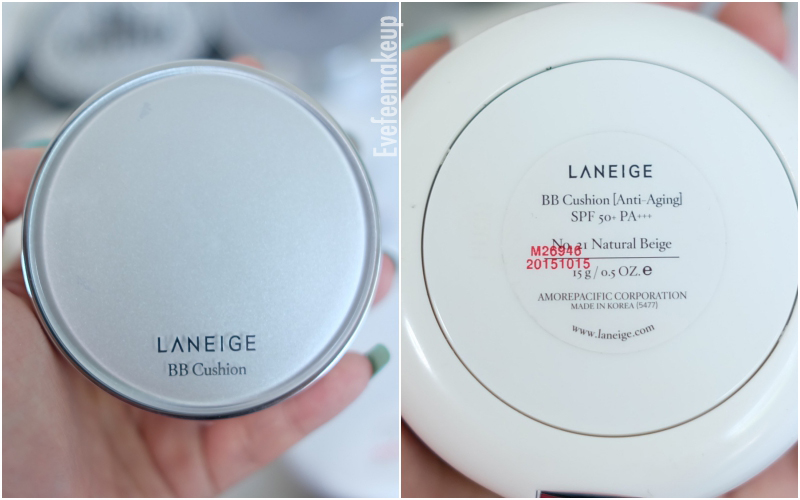 Evefeemakeup
LANEIGE
BB Cushion
LANEIGE
BB Cushion [Anti-Aging]
SPF 50+ PA+++
No. 21 Natural Beige
M26946
20151015
15 g / 0.5 OZ. e
AMOREPACIFIC CORPORATION
MADE IN KOREA [5477]
www.laneige.com